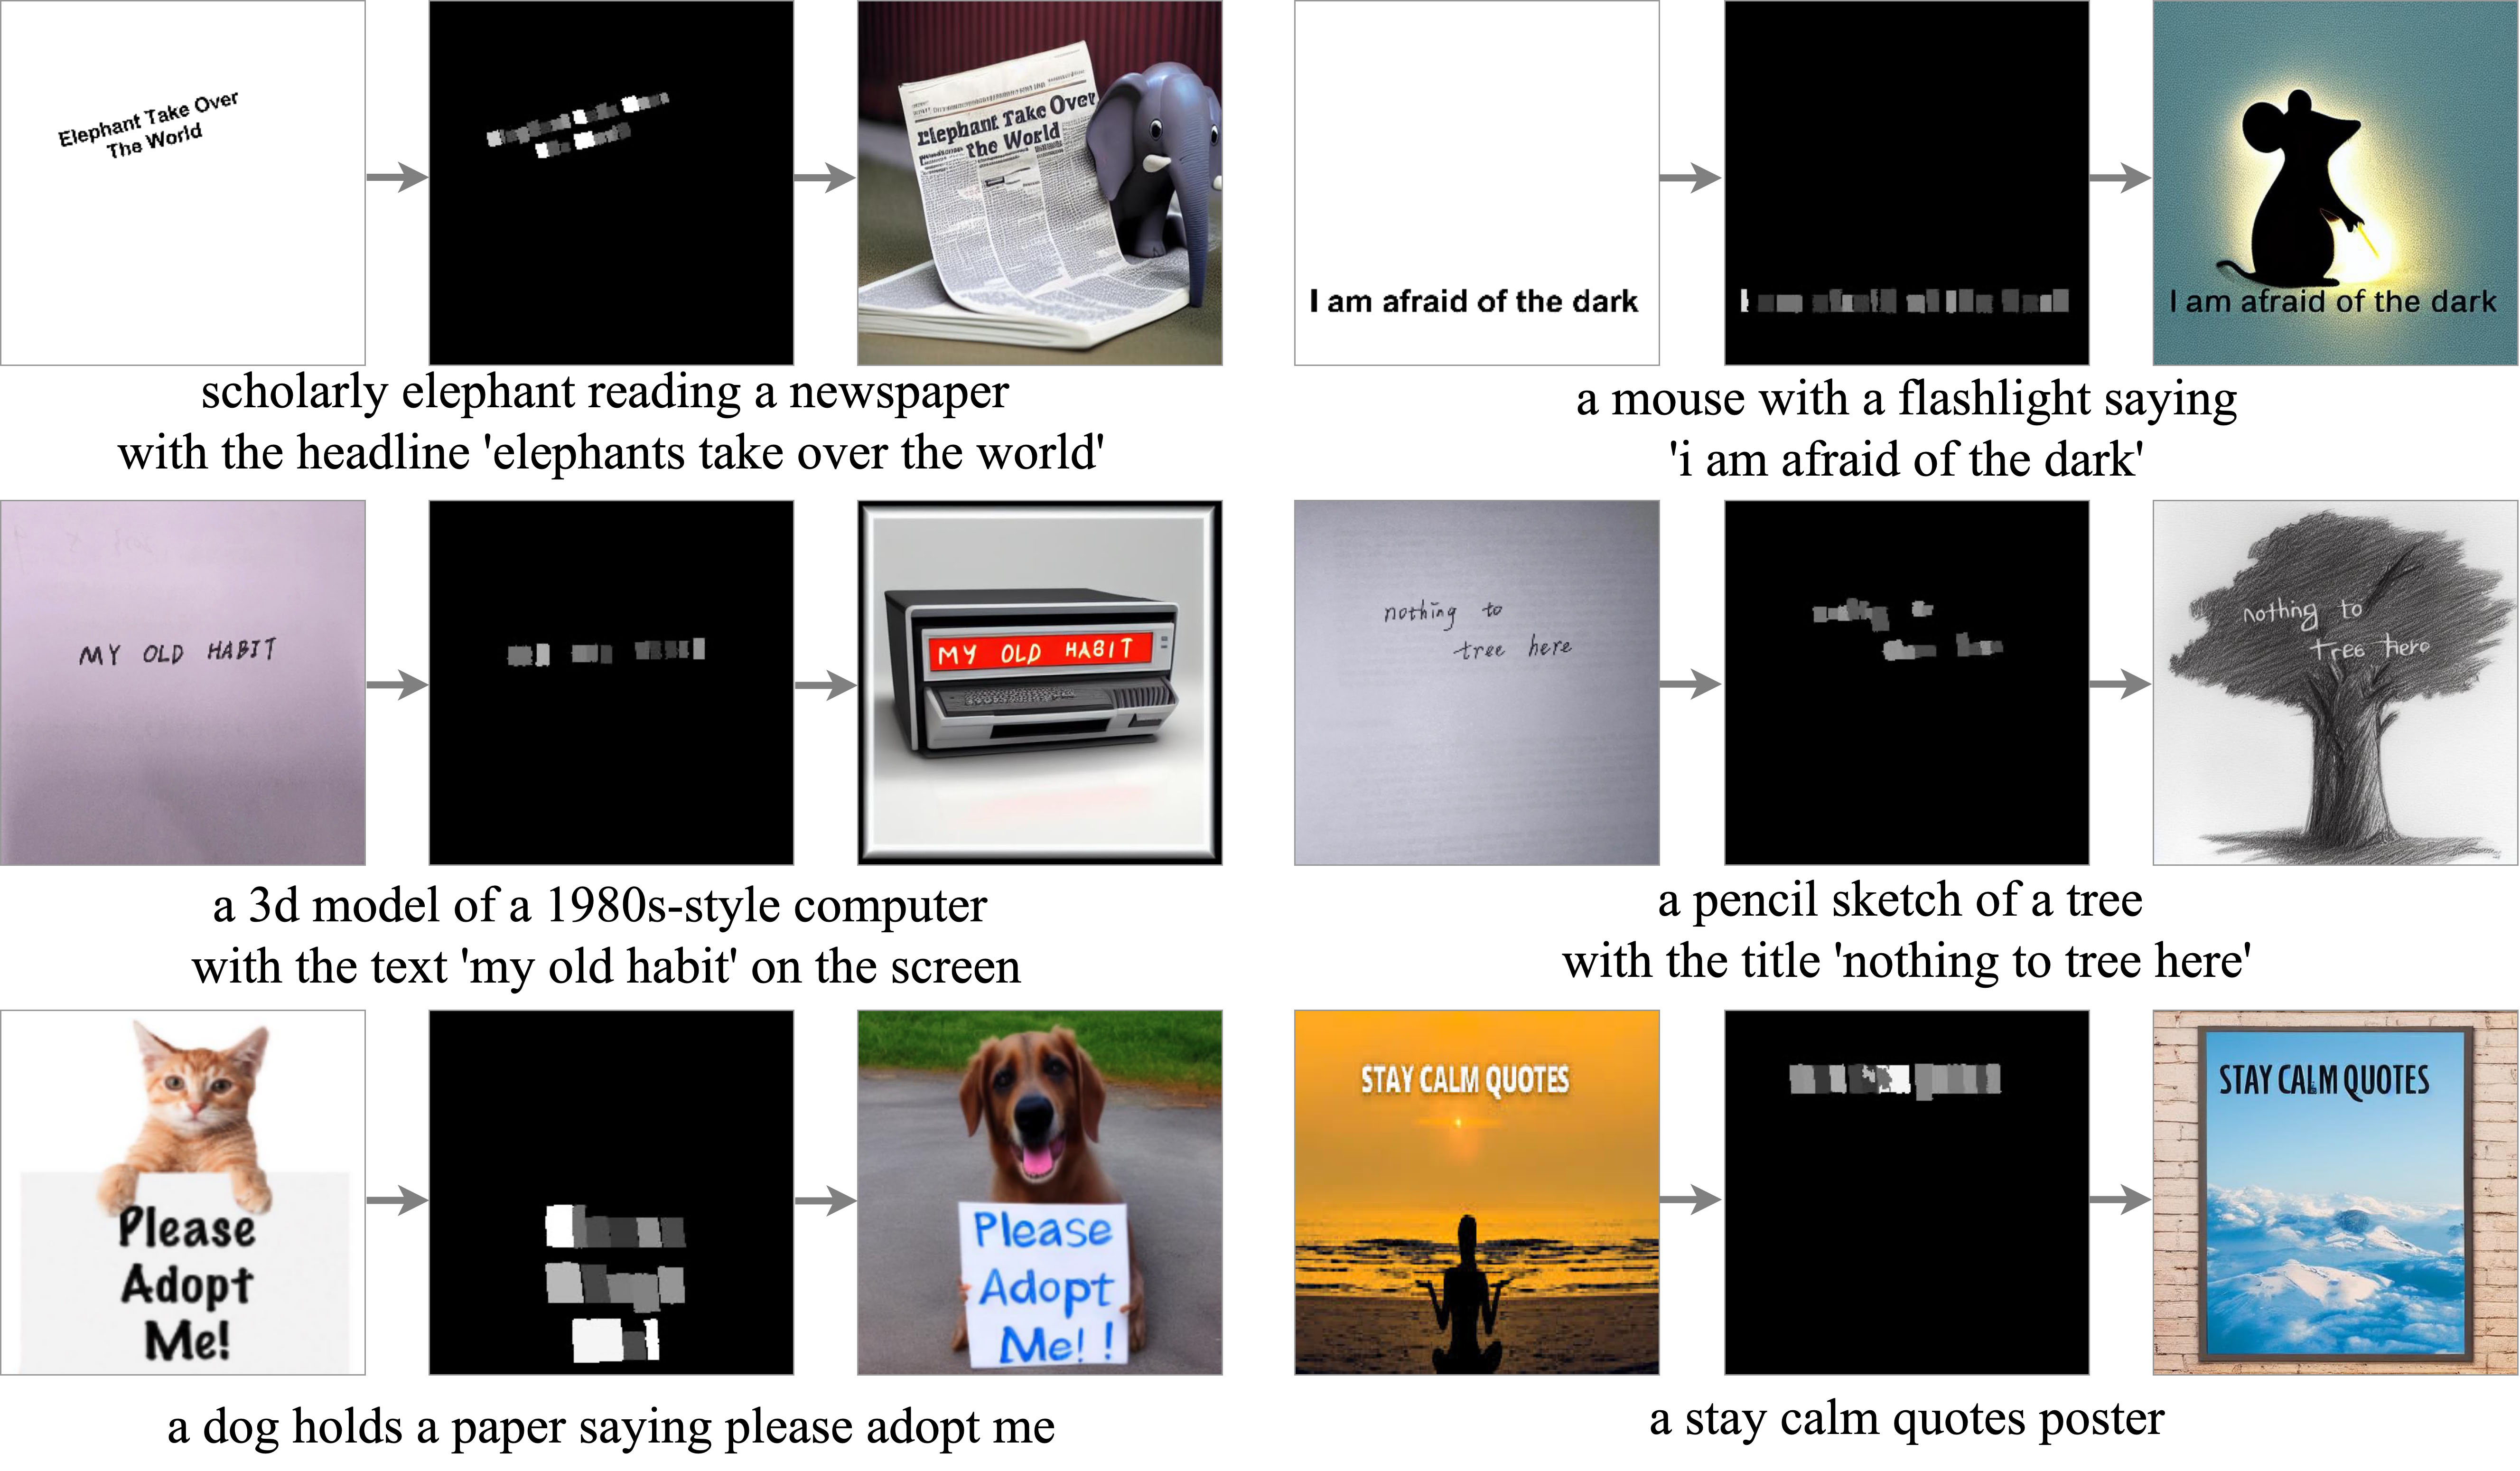 Elephant Take Over
The World
Elephant Take Over
the World
scholarly elephant reading a newspaper
with the headline 'elephants take over the world'
I am afraid of the dark
I am afraid of the dark
a mouse with a flashlight saying
'i am afraid of the dark'
MY OLD HABIT
MY OLD HABIT
a 3d model of a 1980s-style computer
with the text 'my old habit' on the screen
nothing to
tree here
nothing to
tree here
a pencil sketch of a tree
with the title 'nothing to tree here'
Please
Adopt
Me!
Please
Adopt
Me! !
a dog holds a paper saying please adopt me
STAY CALM QUOTES
STAY CALM QUOTES
a stay calm quotes poster